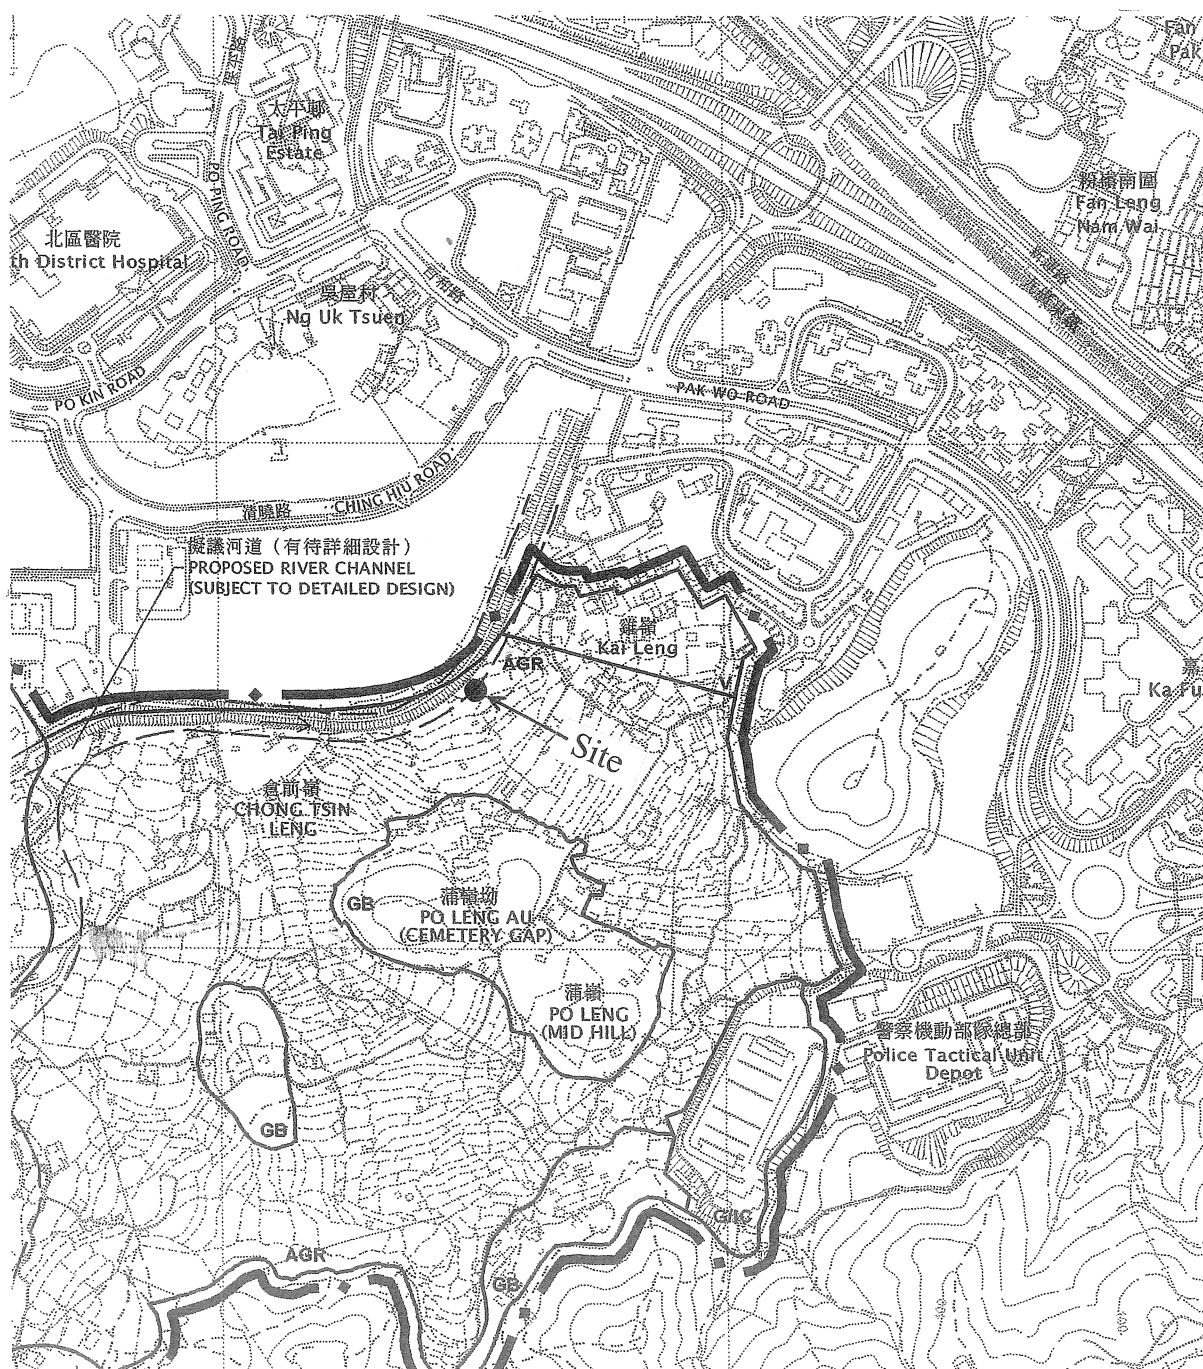 Fan
Pak
太平邨
Tai Ping
Estate
PO PING ROAD
粉嶺南圍
Fan Leng
Nam Wai
北區醫院
th District Hospital
吳屋村
Ng Uk Tsuen
PO KIN ROAD
PAK WO ROAD
清曉路
CHING HIU ROAD
擬議河道（有待詳細設計）
PROPOSED RIVER CHANNEL
(SUBJECT TO DETAILED DESIGN)
雞嶺
Kai Leng
AGR
V
嘉
Ka Fu
Site
倉前嶺
CHONG TSIN
LENG
GB
蒲嶺坳
PO LENG AU
(CEMETERY GAP)
蒲嶺
PO LENG
(MID HILL)
警察機動部隊總部
Police Tactical Unit
Depot
GB
G/IC
AGR
GB